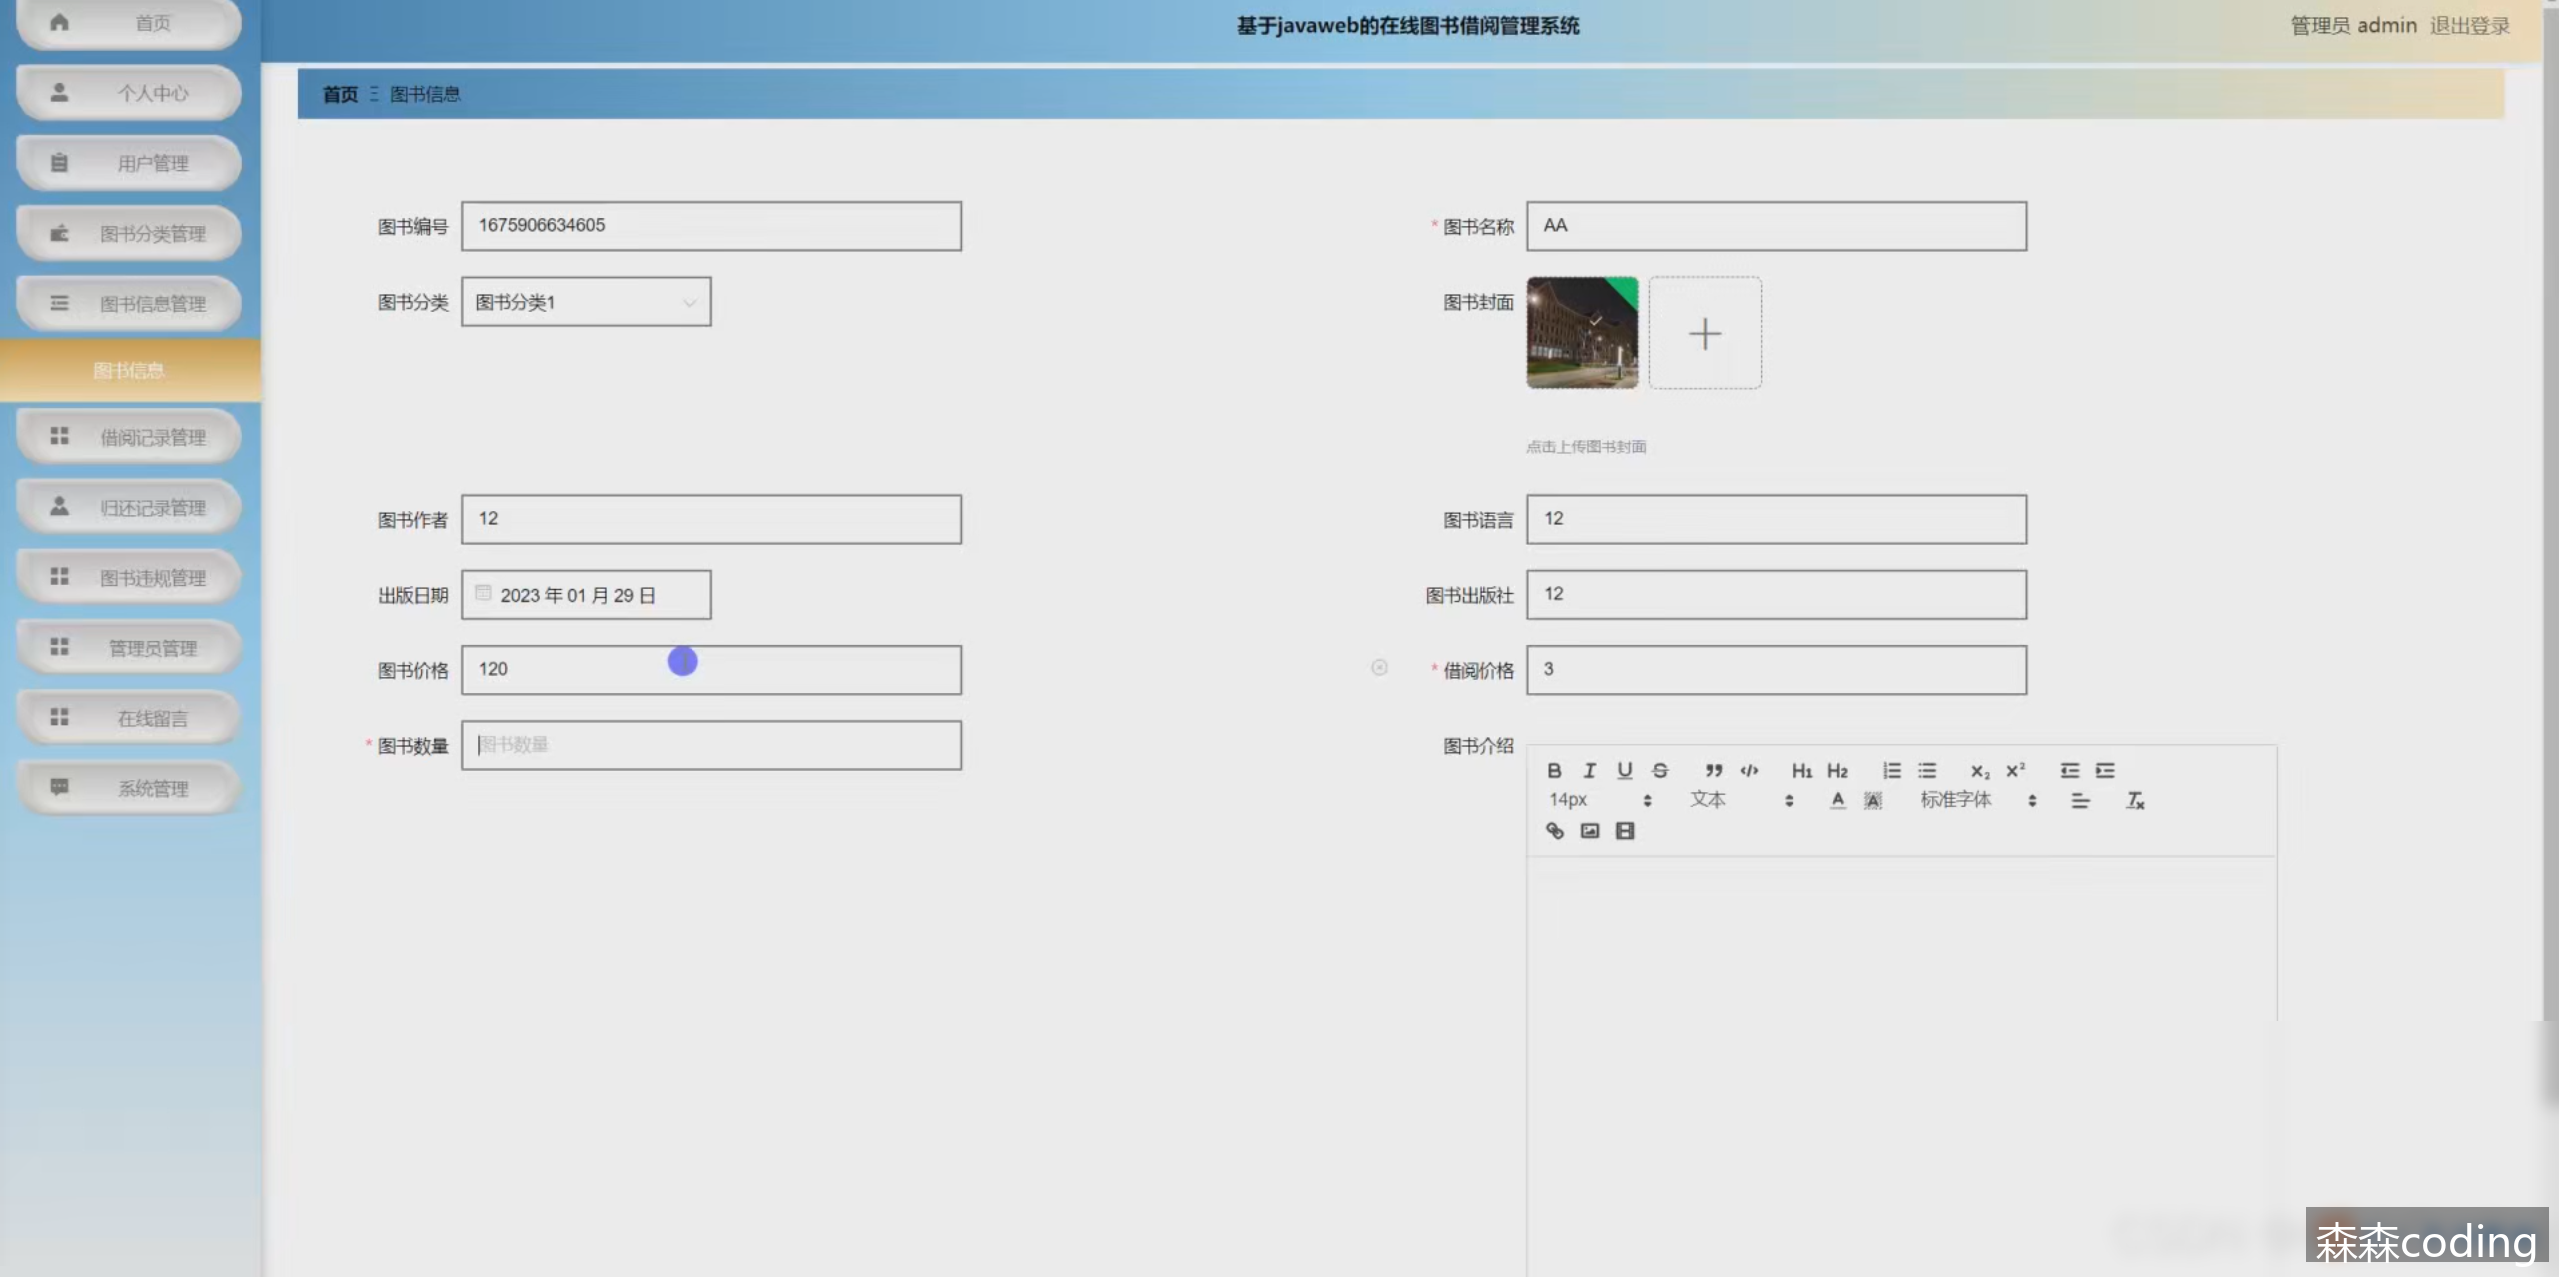 首页
个人中心
用户管理
图书分类管理
图书信息管理
图书信息
借阅记录管理
归还记录管理
图书违规管理
管理员管理
在线留言
系统管理
基于javaweb的在线图书借阅管理系统
管理员 admin 退出登录
首页 图书信息
图书编号 1675906634605
* 图书名称 AA
图书分类 图书分类1
图书封面
点击上传图书封面
图书作者 12
图书语言 12
出版日期 2023 年 01 月 29 日
图书出版社 12
图书价格 120
* 借阅价格 3
* 图书数量 图书数量
图书介绍
B I U S H1 H2 X2 X2
14px 文本 A A 标准字体
森森coding